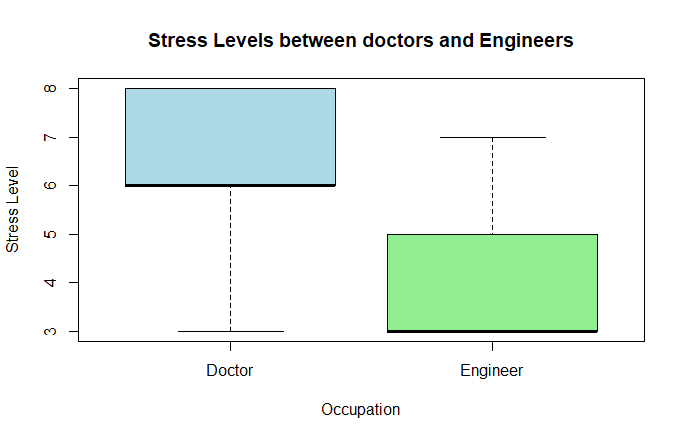 Stress Levels between doctors and Engineers
Stress Level
8
7
6
5
4
3
Doctor Engineer
Occupation